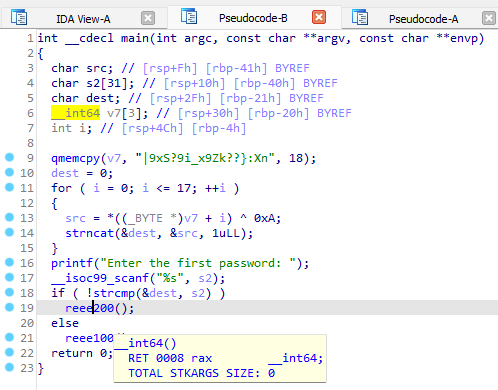 IDA View-A
Pseudocode-B
Pseudocode-A
1 int __cdecl main(int argc, const char **argv, const char **envp)
2 {
3 char src; // [rsp+Fh] [rbp-41h] BYREF
4 char s2[31]; // [rsp+10h] [rbp-40h] BYREF
5 char dest; // [rsp+2Fh] [rbp-21h] BYREF
6 __int64 v7[3]; // [rsp+30h] [rbp-20h] BYREF
7 int i; // [rsp+4Ch] [rbp-4h]
8
9 qmemcpy(v7, "|9xS?9i_x9Zk??}:Xn", 18);
10 dest = 0;
11 for ( i = 0; i <= 17; ++i )
12 {
13 src = *((_BYTE *)v7 + i) ^ 0xA;
14 strncat(&dest, &src, 1uLL);
15 }
16 printf("Enter the first password: ");
17 __isoc99_scanf("%s", s2);
18 if ( !strcmp(&dest, s2) )
19 reee200();
20 else
21 reee100
22 return 0;
23 }
__int64()
RET 0008 rax __int64;
TOTAL STKARGS SIZE: 0